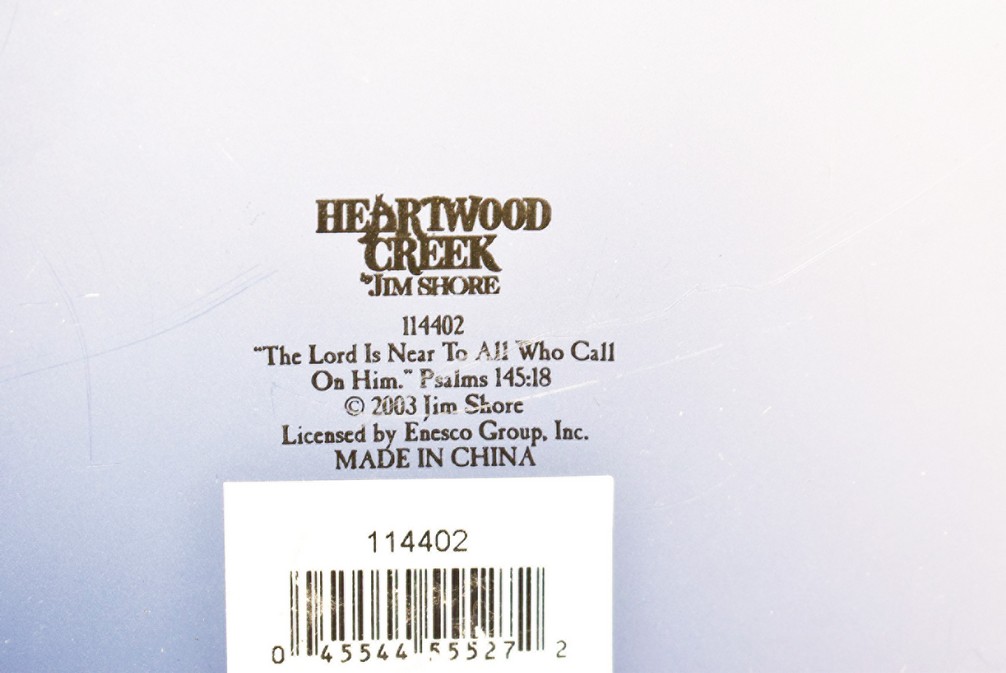 HEARTWOOD
CREEK
by JIM SHORE
114402
"The Lord Is Near To All Who Call
On Him." Psalms 145:18
© 2003 Jim Shore
Licensed by Enesco Group, Inc.
MADE IN CHINA
114402
0 45544 55527 2